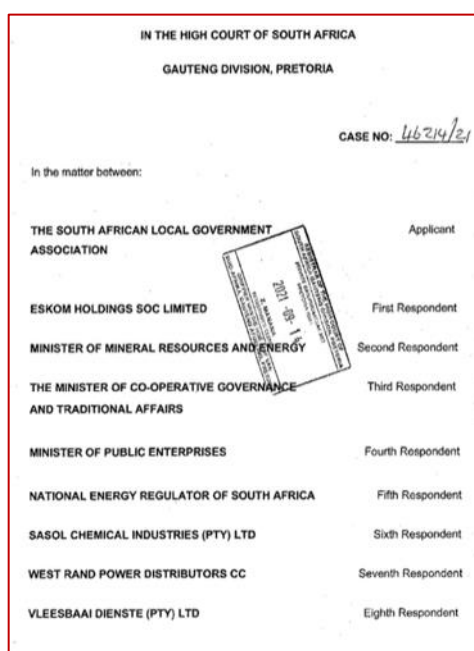 IN THE HIGH COURT OF SOUTH AFRICA
GAUTENG DIVISION, PRETORIA
CASE NO: 46214/21
In the matter between:
THE SOUTH AFRICAN LOCAL GOVERNMENT Applicant
ASSOCIATION
2021-09-14
ESKOM HOLDINGS SOC LIMITED First Respondent
MINISTER OF MINERAL RESOURCES AND ENERGY Second Respondent
THE MINISTER OF CO-OPERATIVE GOVERNANCE Third Respondent
AND TRADITIONAL AFFAIRS
MINISTER OF PUBLIC ENTERPRISES Fourth Respondent
NATIONAL ENERGY REGULATOR OF SOUTH AFRICA Fifth Respondent
SASOL CHEMICAL INDUSTRIES (PTY) LTD Sixth Respondent
WEST RAND POWER DISTRIBUTORS CC Seventh Respondent
VLEESBAAI DIENSTE (PTY) LTD Eighth Respondent